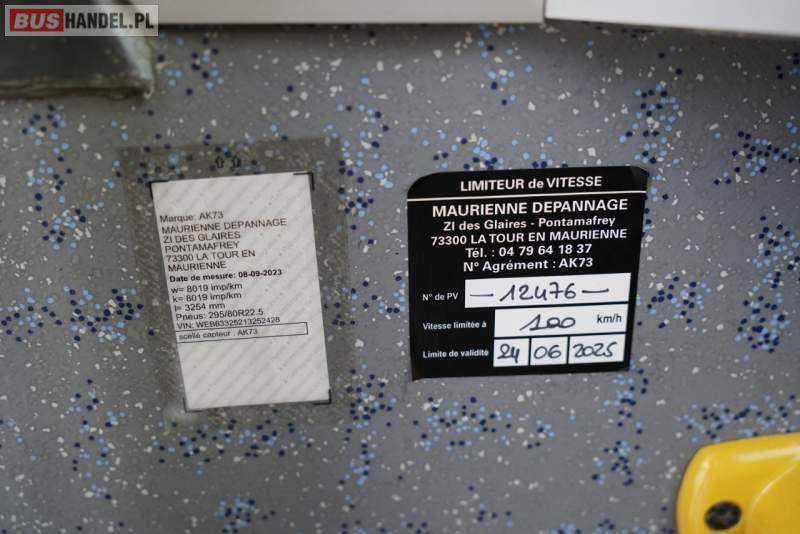 BUSHANDEL.PL
Marque: AK73
MAURIENNE DEPANNAGE
ZI DES GLAIRES
PONTAMAFREY
73300 LA TOUR EN
MAURIENNE
Date de mesure: 08-09-2023
w= 8019 imp/km
k= 8019 imp/km
l= 3254 mm
Pneus: 295/80R22.5
VIN: WEB63325213252428
scellé capteur : AK73
LIMITEUR de VITESSE
MAURIENNE DEPANNAGE
ZI des Glaires - Pontamafrey
73300 LA TOUR EN MAURIENNE
Tél. : 04 79 64 18 37
N° Agrément : AK73
N° de PV — 12476 —
Vitesse limitée à 100 km/h
Limite de validité 24 06 2025